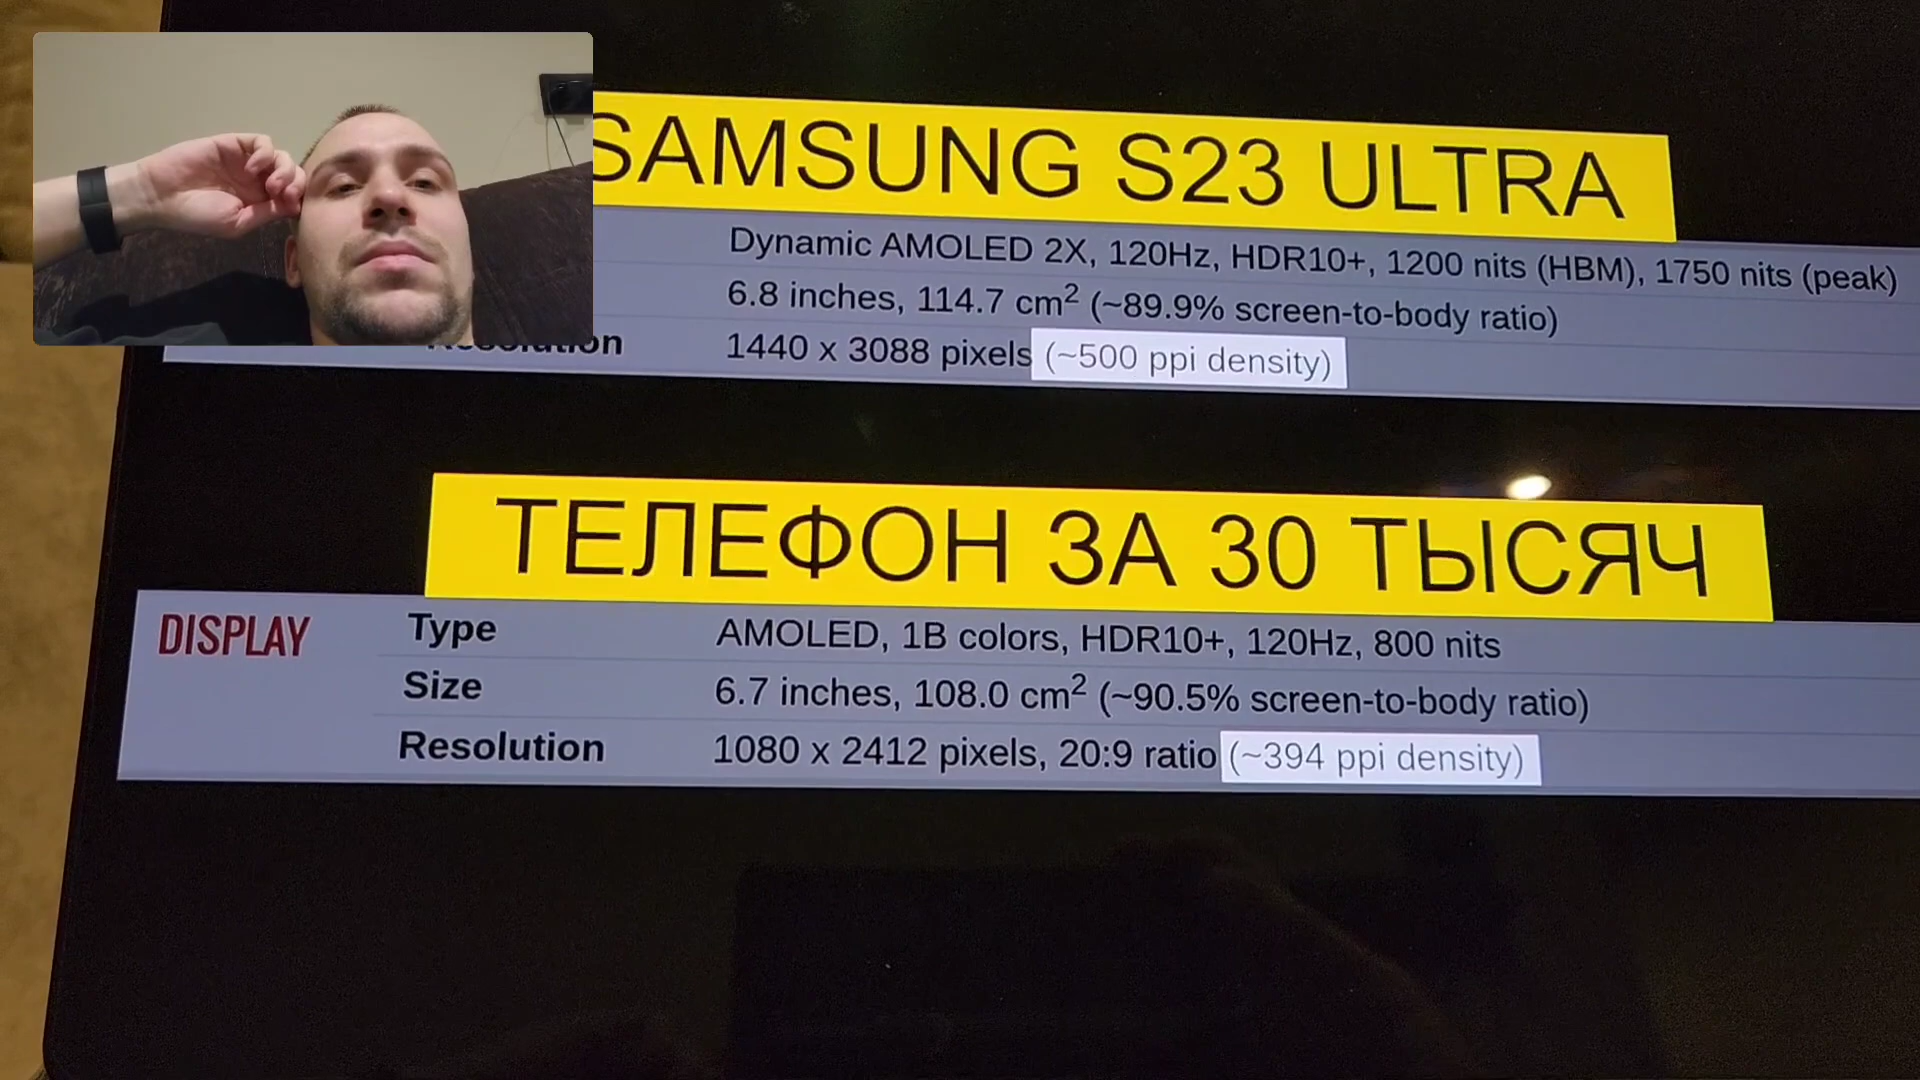 SAMSUNG S23 ULTRA
Dynamic AMOLED 2X, 120Hz, HDR10+, 1200 nits (HBM), 1750 nits (peak)
6.8 inches, 114.7 cm² (~89.9% screen-to-body ratio)
Resolution 1440 x 3088 pixels (~500 ppi density)
ТЕЛЕФОН ЗА 30 ТЫСЯЧ
DISPLAY Type AMOLED, 1B colors, HDR10+, 120Hz, 800 nits
Size 6.7 inches, 108.0 cm² (~90.5% screen-to-body ratio)
Resolution 1080 x 2412 pixels, 20:9 ratio (~394 ppi density)